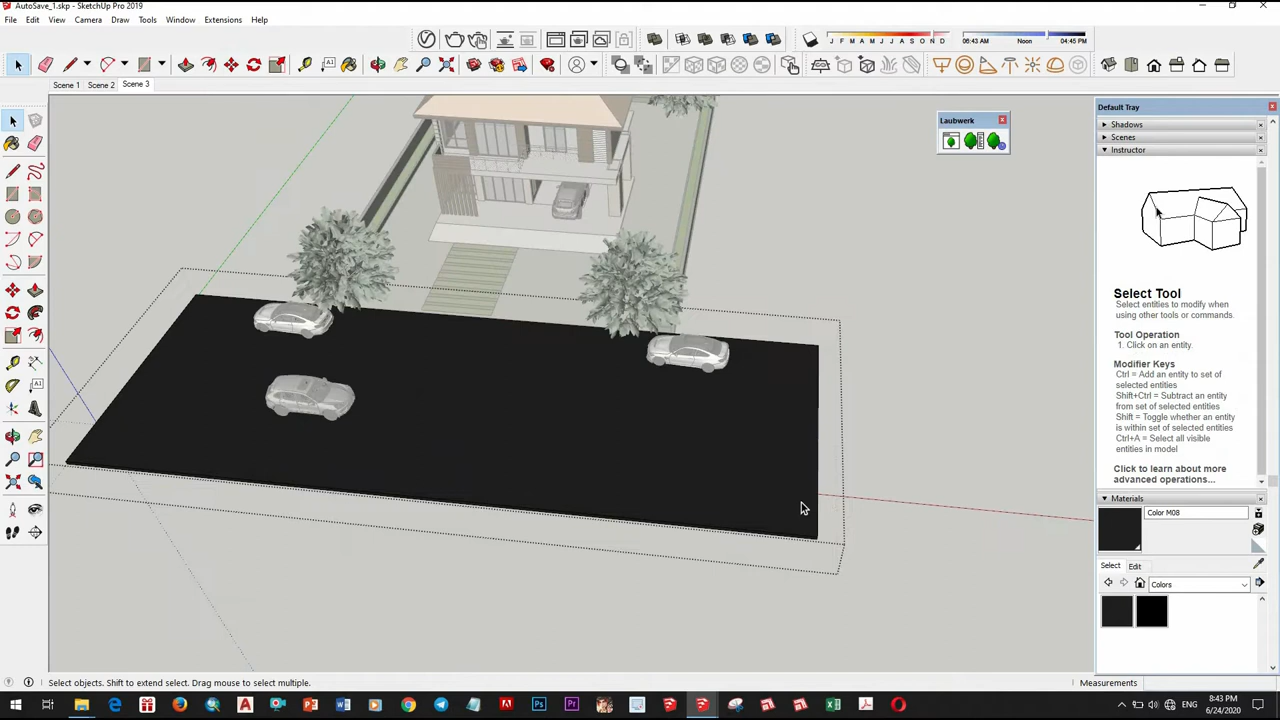 AutoSave_1.skp - SketchUp Pro 2019
File Edit View Camera Draw Tools Window Extensions Help
J F M A M J J A S O N D
06:43 AM Noon 04:45 PM
Scene 1 Scene 2 Scene 3
Default Tray
Laubwerk
Shadows
Scenes
Instructor
Select Tool
Select entities to modify when
using other tools or commands.
Tool Operation
1. Click on an entity.
Modifier Keys
Ctrl = Add an entity to set of
selected entities
Shift+Ctrl = Subtract an entity
from set of selected entities
Shift = Toggle whether an entity
is within set of selected entities
Ctrl+A = Select all visible
entities in model
Click to learn about more
advanced operations...
Materials
Color M08
Select Edit
Colors
Select objects. Shift to extend select. Drag mouse to select multiple.
Measurements
8:43 PM
6/24/2020